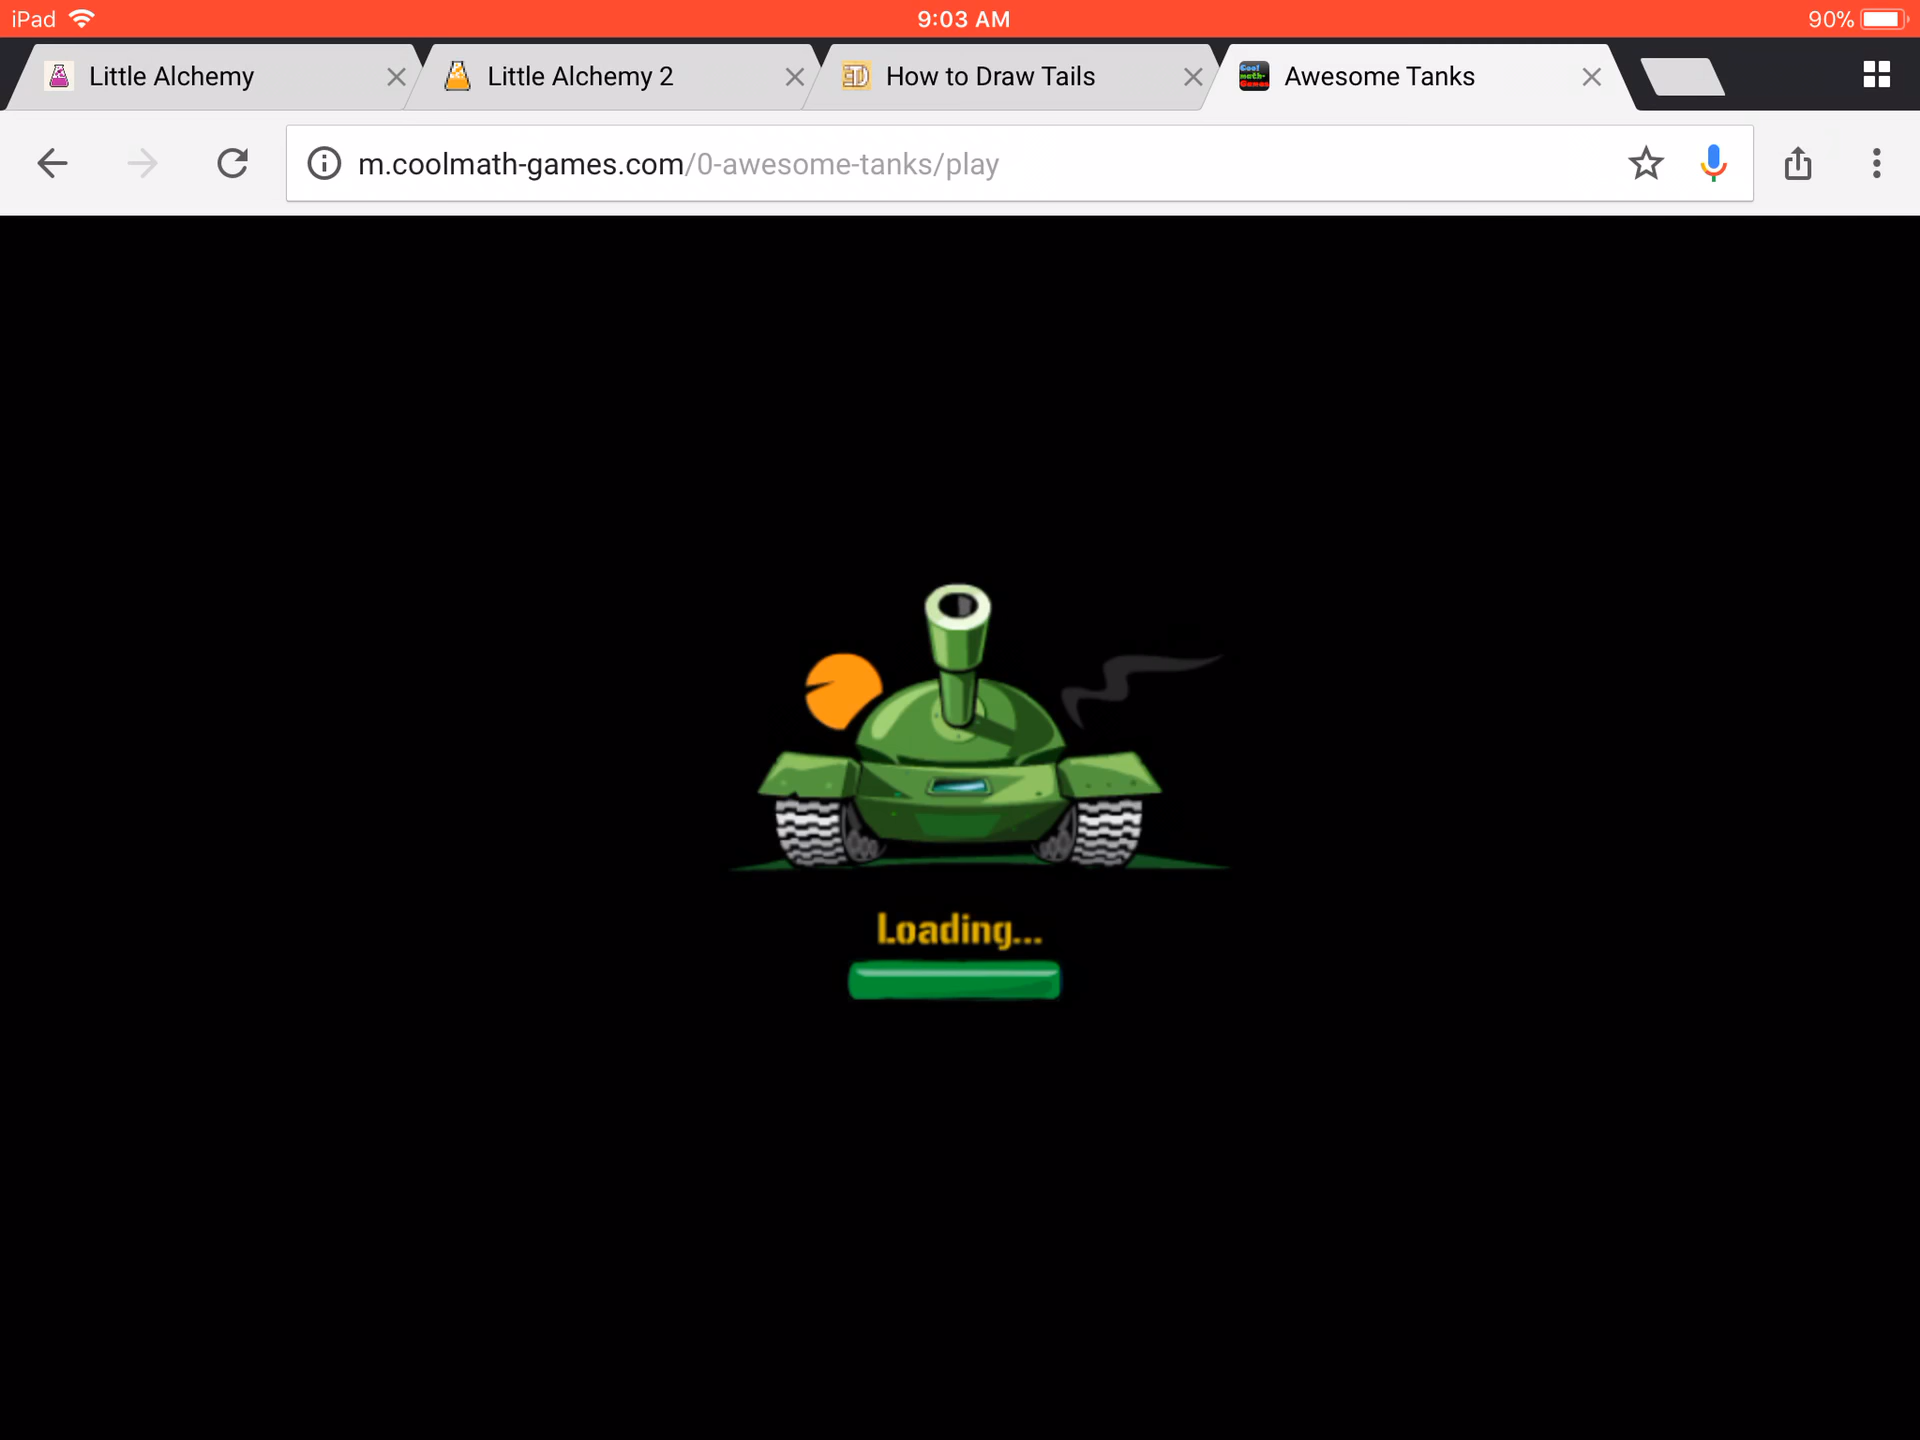 iPad 9:03 AM 90%
Little Alchemy Little Alchemy 2 How to Draw Tails Awesome Tanks
m.coolmath-games.com/0-awesome-tanks/play
Loading...